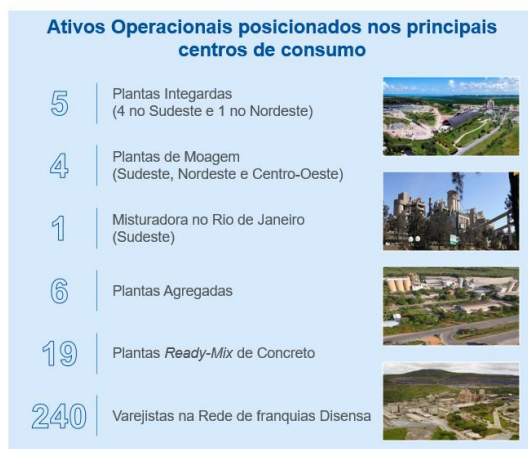 Ativos Operacionais posicionados nos principais
centros de consumo
5
Plantas Integardas
(4 no Sudeste e 1 no Nordeste)
4
Plantas de Moagem
(Sudeste, Nordeste e Centro-Oeste)
1
Misturadora no Rio de Janeiro
(Sudeste)
6
Plantas Agregadas
19
Plantas Ready-Mix de Concreto
240
Varejistas na Rede de franquias Disensa